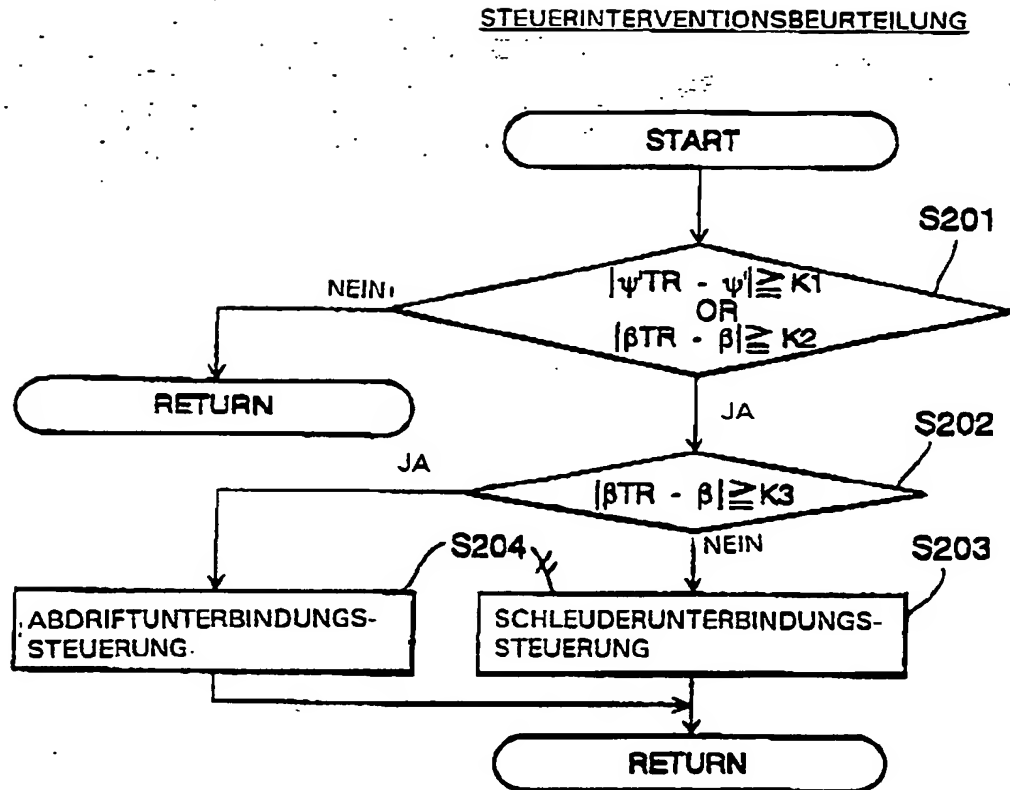 STEUERINTERVENTIONSBEURTEILUNG
START
S201
|ψ'TR - ψ'|≧K1
OR
|βTR - β|≧K2
NEIN
RETURN
JA
S202
JA
|βTR - β|≧K3
NEIN
S204
S203
ABDRIFTUNTERBINDUNGS-
STEUERUNG.
SCHLEUDERUNTERBINDUNGS-
STEUERUNG
RETURN